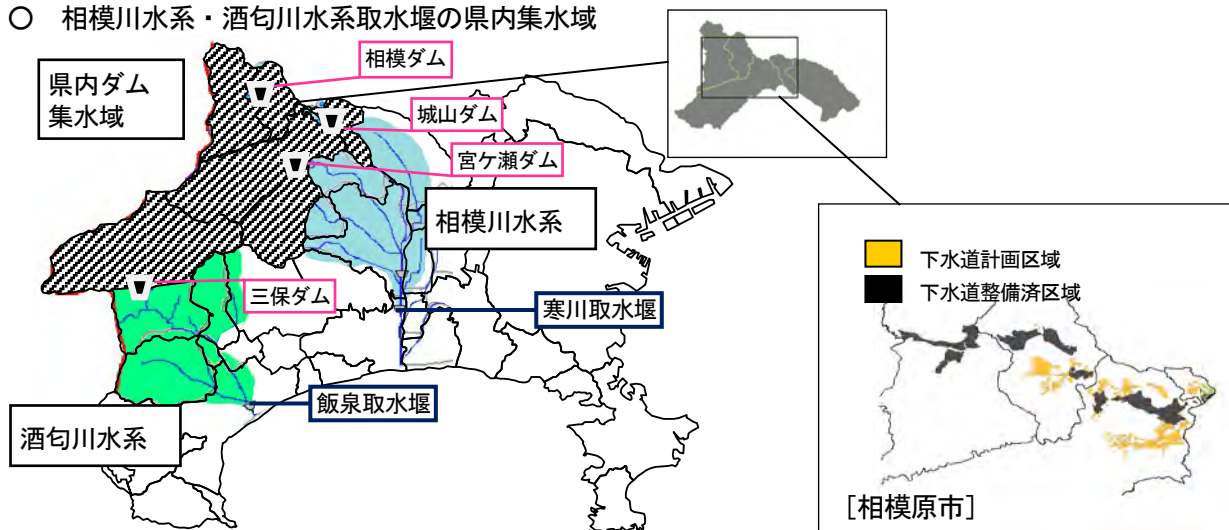 ○ 相模川水系・酒匂川水系取水堰の県内集水域
県内ダム
集水域
相模ダム
城山ダム
宮ケ瀬ダム
相模川水系
三保ダム
寒川取水堰
飯泉取水堰
酒匂川水系
下水道計画区域
下水道整備済区域
[相模原市]